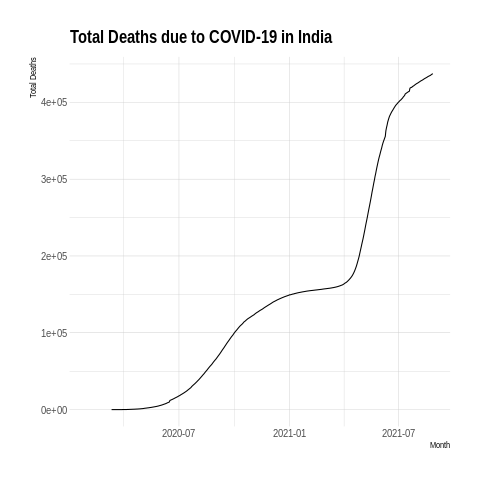 Total Deaths due to COVID-19 in India
Total Deaths
4e+05
3e+05
2e+05
1e+05
0e+00
2020-07 2021-01 2021-07
Month